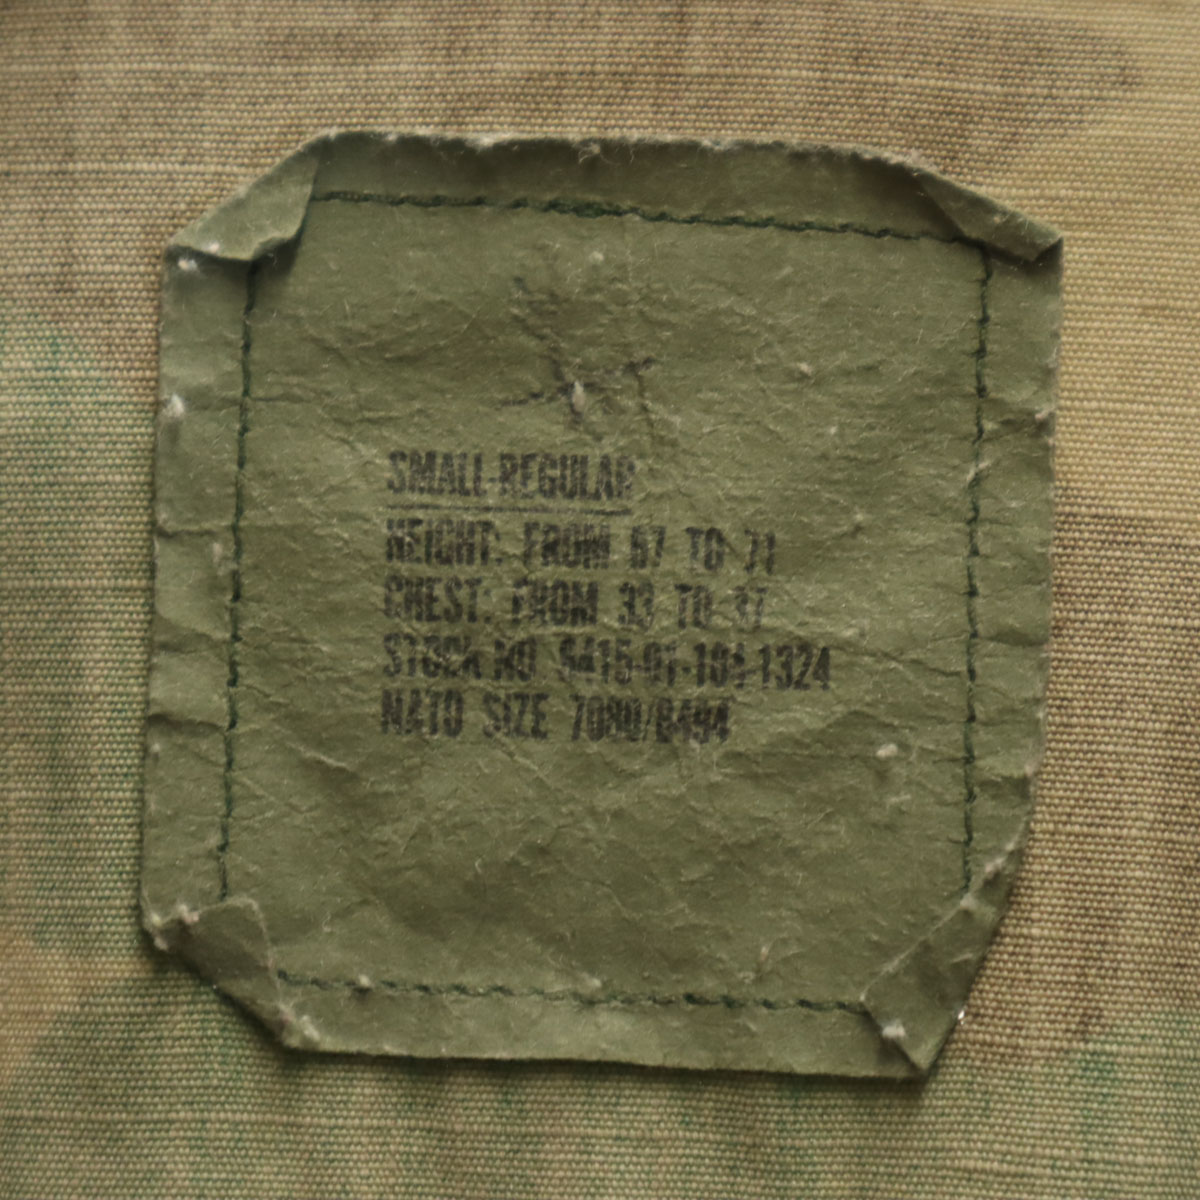 SMALL-REGULAR
HEIGHT: FROM 67 TO 71
CHEST: FROM 33 TO 37
STOCK NO. 8415-01-101-1324
NATO SIZE 7080/8494